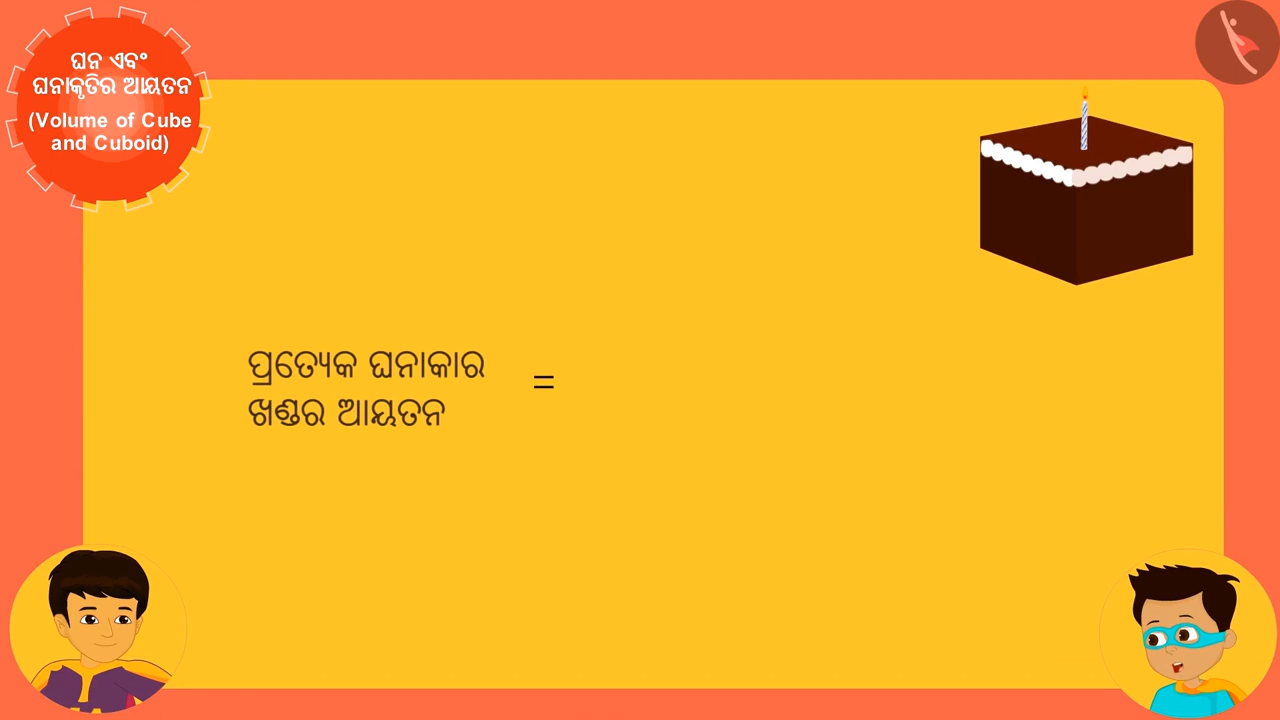 ଘନ ଏବଂ
ଘନାକୃତିର ଆୟତନ
(Volume of Cube
and Cuboid)
ପ୍ରତ୍ୟେକ ଘନାକାର
ଖଣ୍ଡର ଆୟତନ =